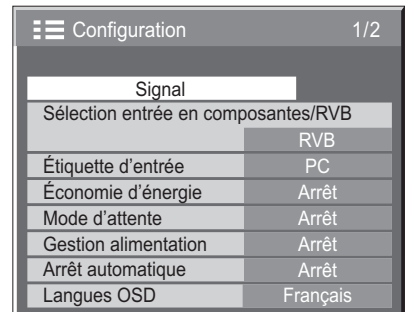 Configuration 1/2
Signal
Sélection entrée en composantes/RVB
RVB
Étiquette d’entrée PC
Économie d’énergie Arrêt
Mode d’attente Arrêt
Gestion alimentation Arrêt
Arrêt automatique Arrêt
Langues OSD Français